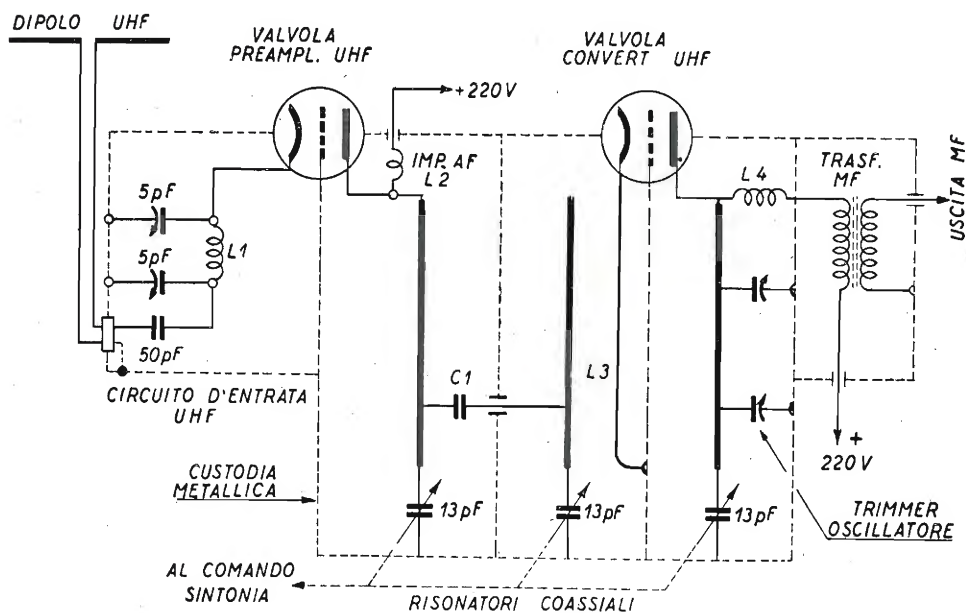 DIPOLO UHF
VALVOLA
PREAMPL. UHF
VALVOLA
CONVERT UHF
+220V
IMP. AF
L2
5pF
L1
5pF
50pF
L4
TRASF.
MF
USCITA MF
CIRCUITO D'ENTRATA
UHF
C1
L3
+
220V
CUSTODIA
METALLICA
13pF
13pF
13pF
TRIMMER
OSCILLATORE
AL COMANDO
SINTONIA
RISONATORI COASSIALI